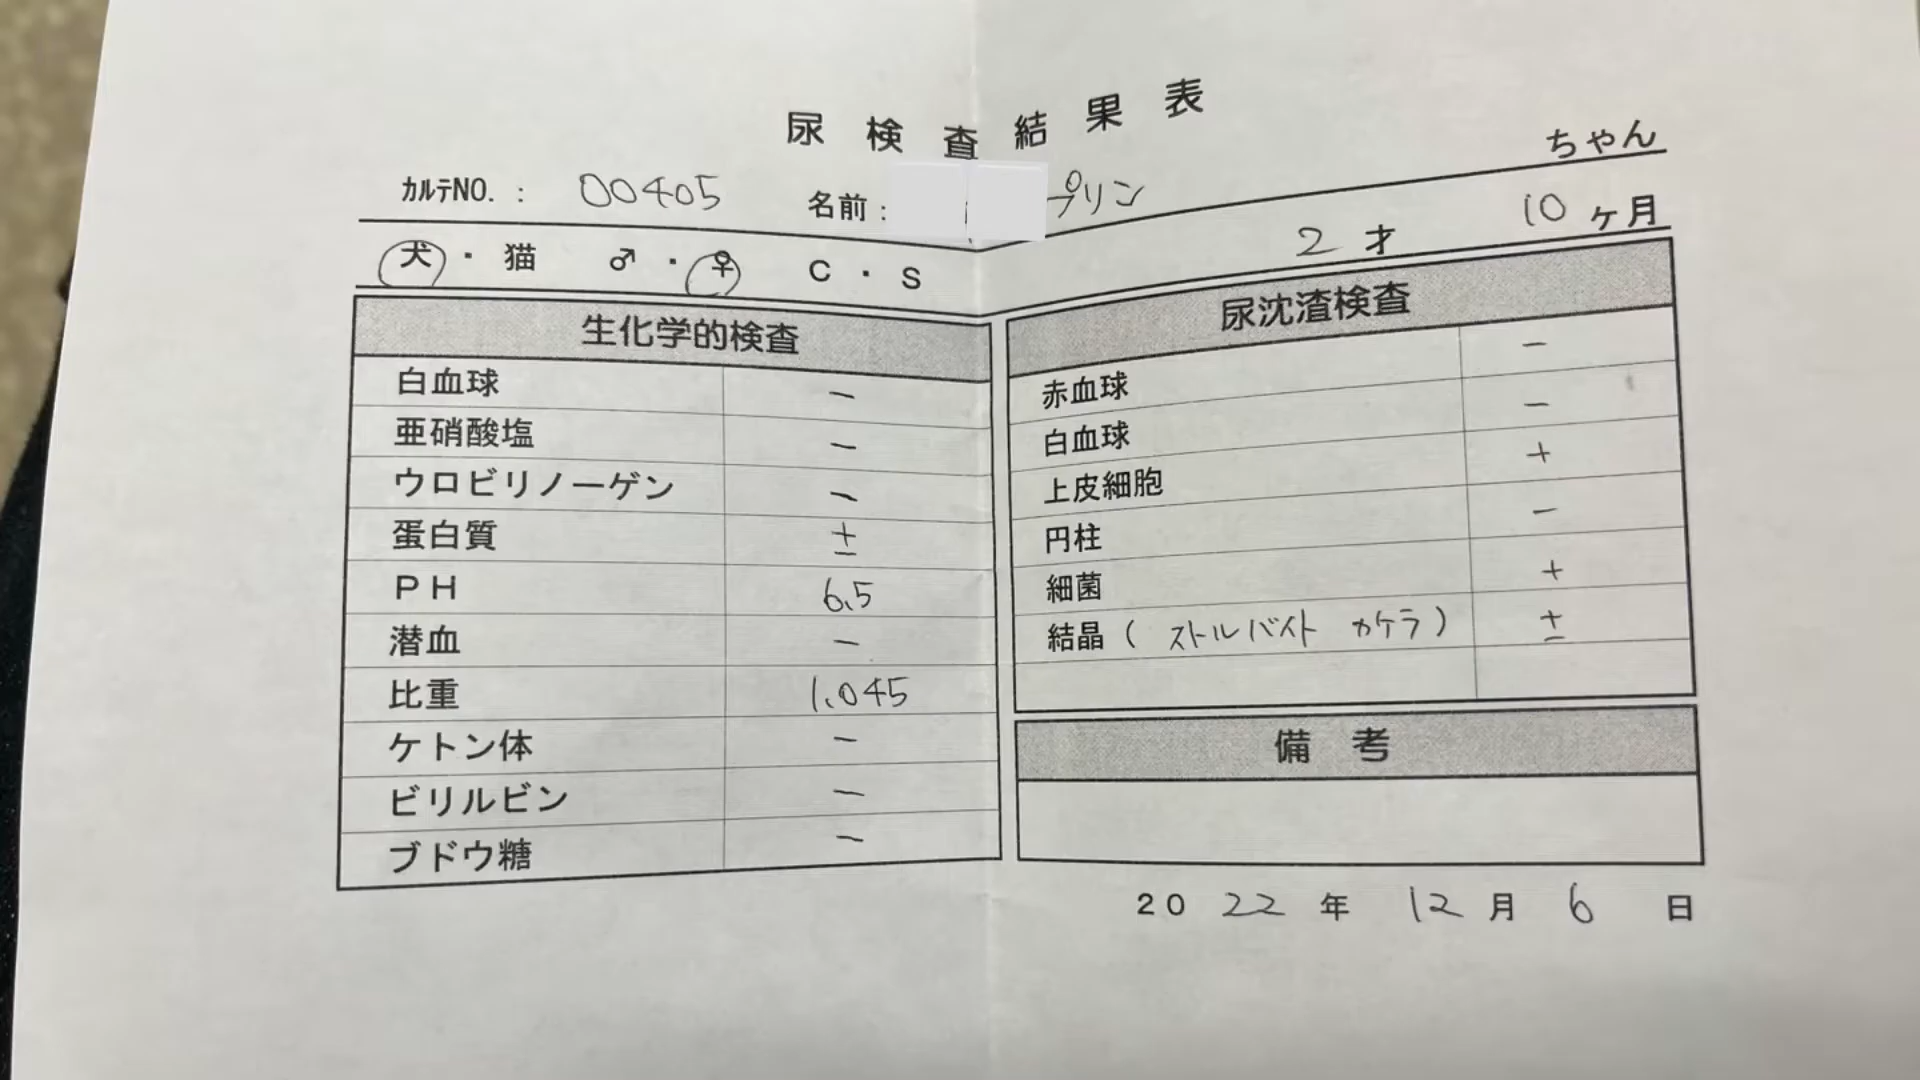 尿検査結果表
カルテNO.： 00405 名前： プリン ちゃん
犬・猫 ♂・♀ C・S 2才 10ヶ月
生化学的検査
白血球 －
亜硝酸塩 －
ウロビリノーゲン －
蛋白質 ±
PH 6.5
潜血 －
比重 1.045
ケトン体 －
ビリルビン －
ブドウ糖 －
尿沈渣検査
赤血球 －
白血球 －
上皮細胞 ＋
円柱 －
細菌 ＋
結晶（ ストルバイト カケラ） ±
備考
2022年 12月 6日